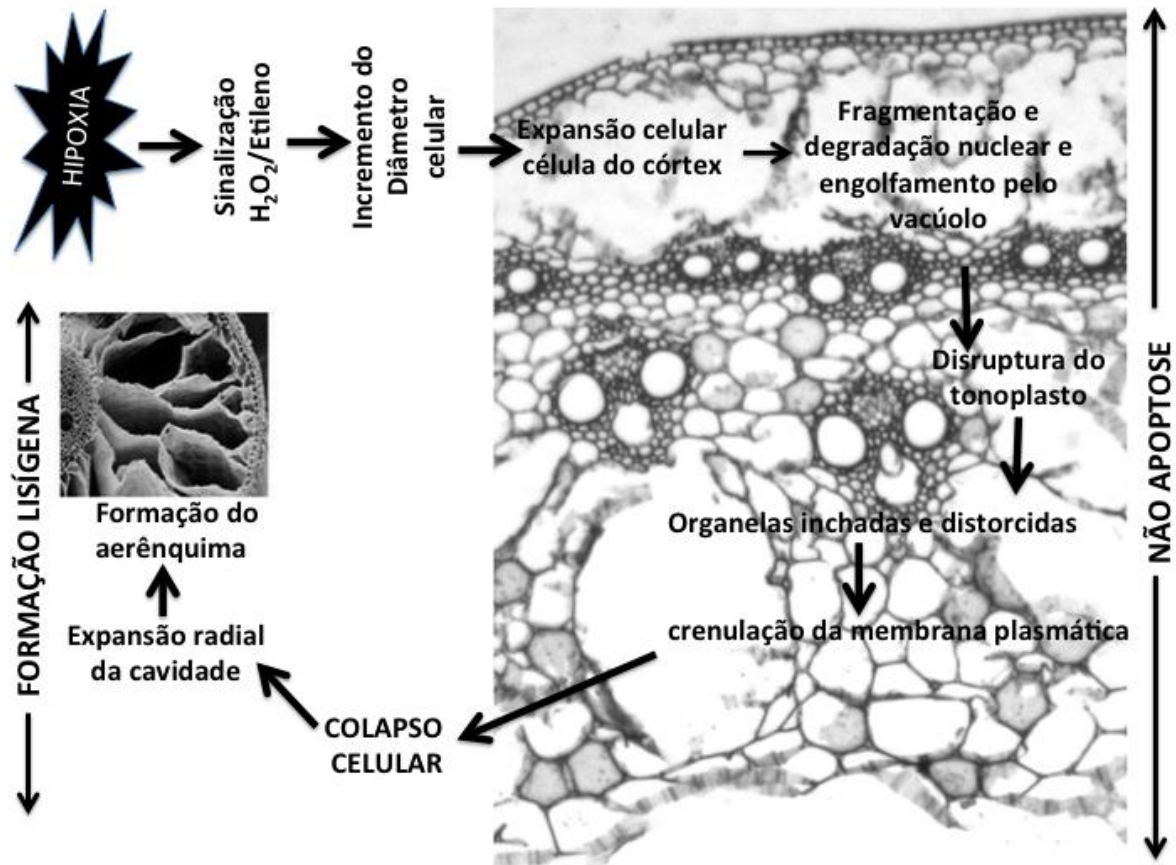 HIPOXIA
Sinalização
H₂O₂/Etileno
Incremento do
Diâmetro
celular
Expansão celular
célula do córtex
Fragmentação e
degradação nuclear e
engolfamento pelo
vacúolo
Disruptura do
tonoplasto
Organelas inchadas e distorcidas
crenulação da membrana plasmática
COLAPSO
CELULAR
Expansão radial
da cavidade
Formação do
aerênquima
FORMAÇÃO LISÍGENA
NÃO APOPTOSE